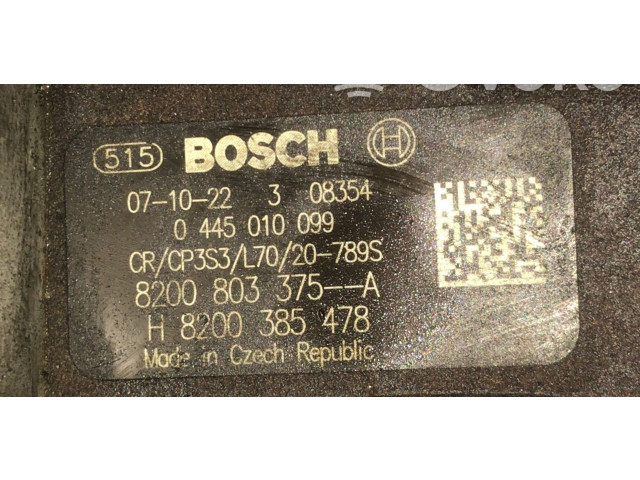 515 BOSCH
07-10-22 3 08354
0 445 010 099
CR/CP3S3/L70/20-789S
8200 803 375--A
H 8200 385 478
Made in Czech Republic